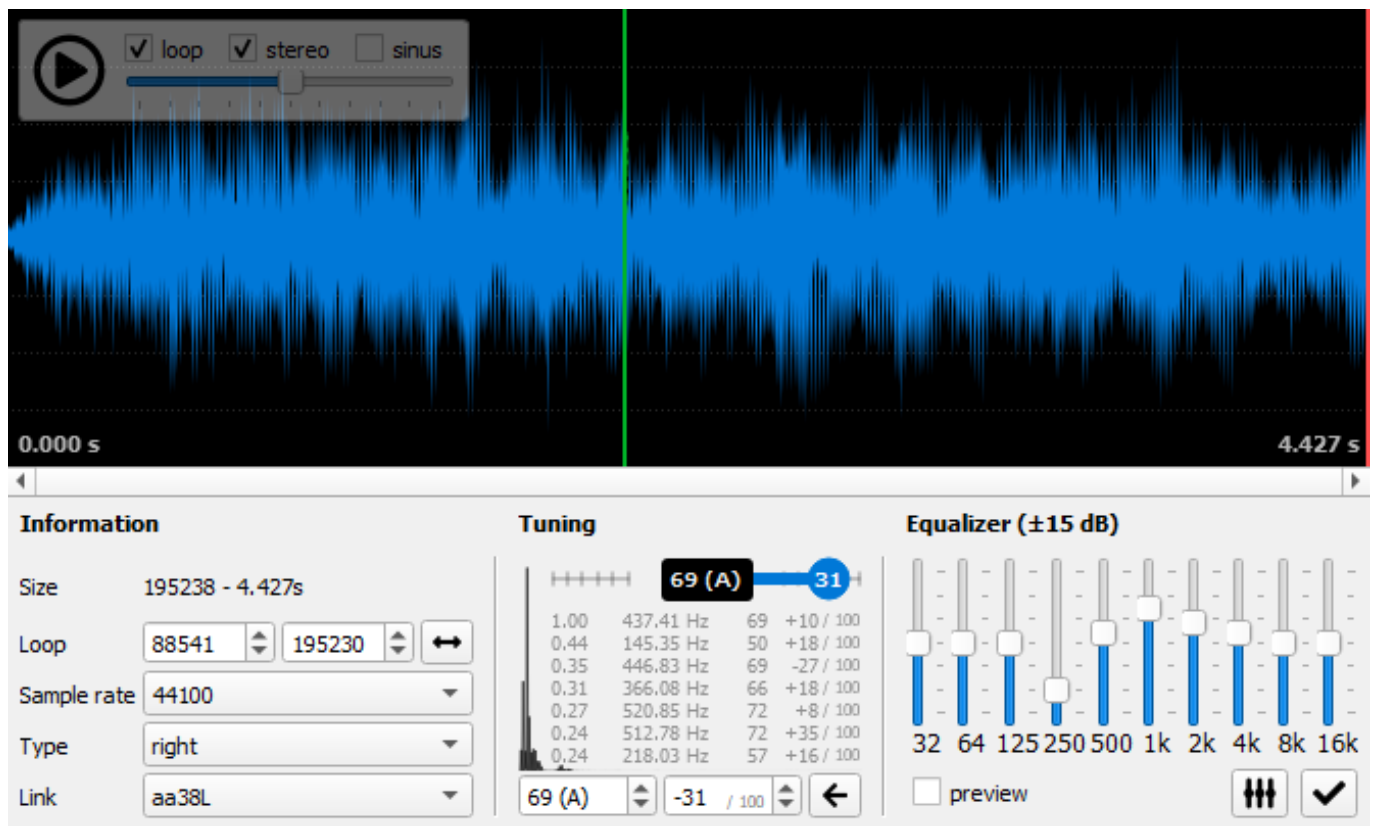 loop stereo sinus
0.000 s 4.427 s
Information
Size 195238 - 4.427s
Loop 88541 195230
Sample rate 44100
Type right
Link aa38L
Tuning
69 (A) 31
1.00 437.41 Hz 69 +10 / 100
0.44 145.35 Hz 50 +18 / 100
0.35 446.83 Hz 69 -27 / 100
0.31 366.08 Hz 66 +18 / 100
0.27 520.85 Hz 72 +8 / 100
0.24 512.78 Hz 72 +35 / 100
0.24 218.03 Hz 57 +16 / 100
69 (A) -31 / 100
Equalizer (±15 dB)
32 64 125 250 500 1k 2k 4k 8k 16k
preview